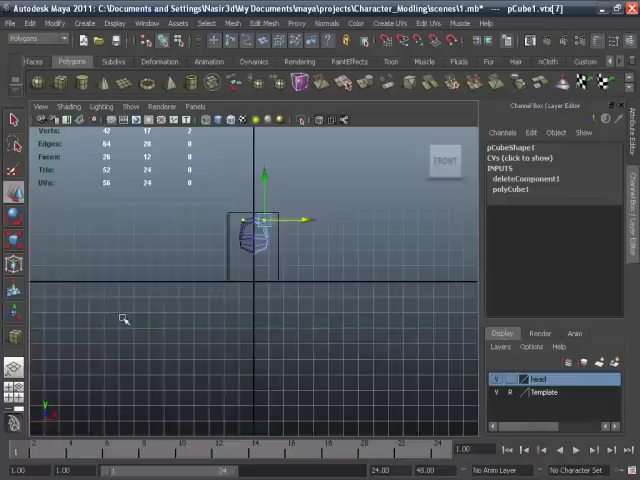 Autodesk Maya 2011: C:\Documents and Settings\Nasir3d\My Documents\maya\projects\Character_Modling\scenes\1.mb* --- pCube1.vtx[7]
File Edit Modify Create Display Window Assets Select Mesh Edit Mesh Proxy Normals Color Create UVs Edit UVs Muscle Help
Polygons
Curves Polygons Subdivs Deformation Animation Dynamics Rendering PaintEffects Toon Muscle Fluids Fur Hair nCloth Custom
View Shading Lighting Show Renderer Panels
Channel Box / Layer Editor
Channels Edit Object Show
pCubeShape1
CVs (click to show)
INPUTS
deleteComponent1
polyCube1
Attribute Editor
Channel Box / Layer Editor
Verts: 42 17 2
Edges: 64 28 0
Faces: 26 12 0
Tris: 52 24 0
UVs: 56 24 0
FRONT
Display Render Anim
Layers Options Help
V head
V R Template
1 2 4 6 8 10 12 14 16 18 20 22 24 1.00
1.00 1.00 1 24 24.00 48.00 No Anim Layer No Character Set